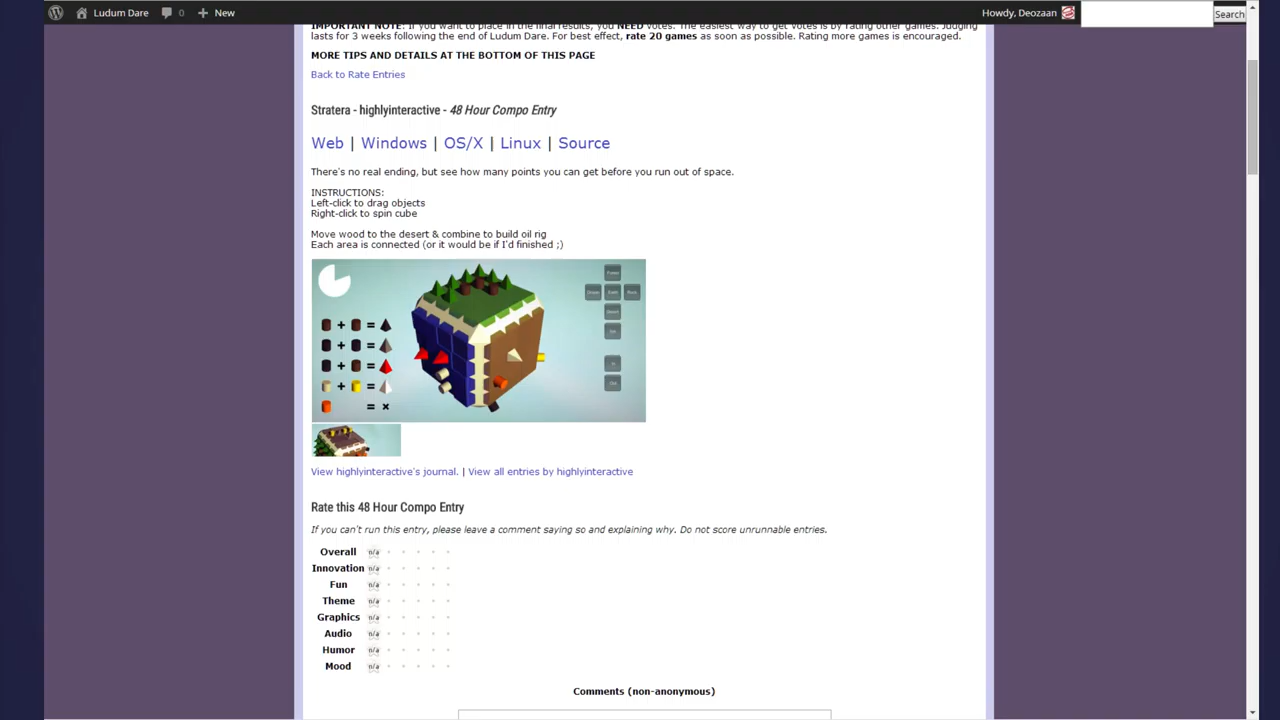 Ludum Dare 0 New Howdy, Deozaan Search
IMPORTANT NOTE: If you want to place in the final results, you NEED votes. The easiest way to get votes is by rating other games. Judging
lasts for 3 weeks following the end of Ludum Dare. For best effect, rate 20 games as soon as possible. Rating more games is encouraged.
MORE TIPS AND DETAILS AT THE BOTTOM OF THIS PAGE
Back to Rate Entries
Stratera - highlyinteractive - 48 Hour Compo Entry
Web | Windows | OS/X | Linux | Source
There's no real ending, but see how many points you can get before you run out of space.
INSTRUCTIONS:
Left-click to drag objects
Right-click to spin cube
Move wood to the desert & combine to build oil rig
Each area is connected (or it would be if I'd finished ;)
+ =
+ =
+ =
+ =
= x
View highlyinteractive's journal. | View all entries by highlyinteractive
Rate this 48 Hour Compo Entry
If you can't run this entry, please leave a comment saying so and explaining why. Do not score unrunnable entries.
Overall n/a
Innovation n/a
Fun n/a
Theme n/a
Graphics n/a
Audio n/a
Humor n/a
Mood n/a
Comments (non-anonymous)